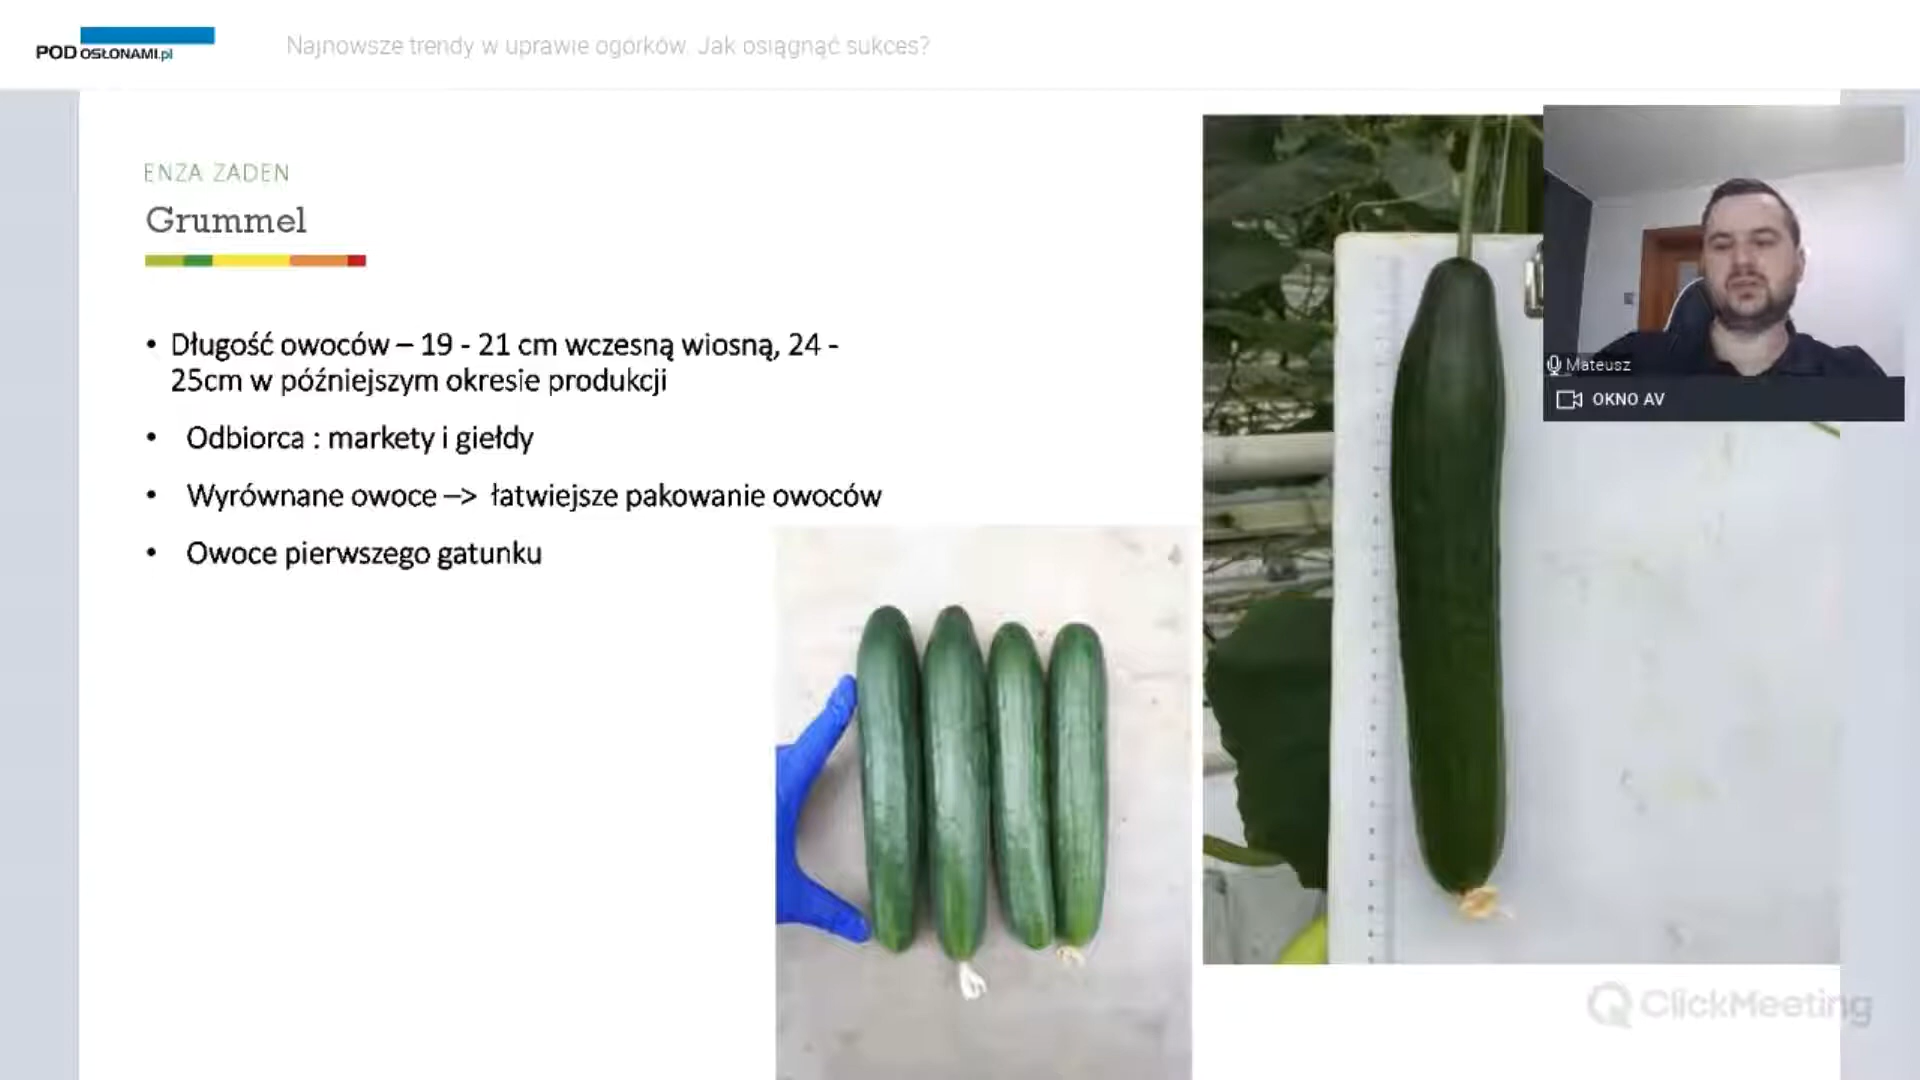 POD OSŁONAMI.pl
Najnowsze trendy w uprawie ogórków. Jak osiągnąć sukces?
ENZA ZADEN
Grummel
• Długość owoców – 19 - 21 cm wczesną wiosną, 24 -
25cm w późniejszym okresie produkcji
• Odbiorca : markety i giełdy
• Wyrównane owoce –> łatwiejsze pakowanie owoców
• Owoce pierwszego gatunku
Mateusz
OKNO AV
ClickMeeting